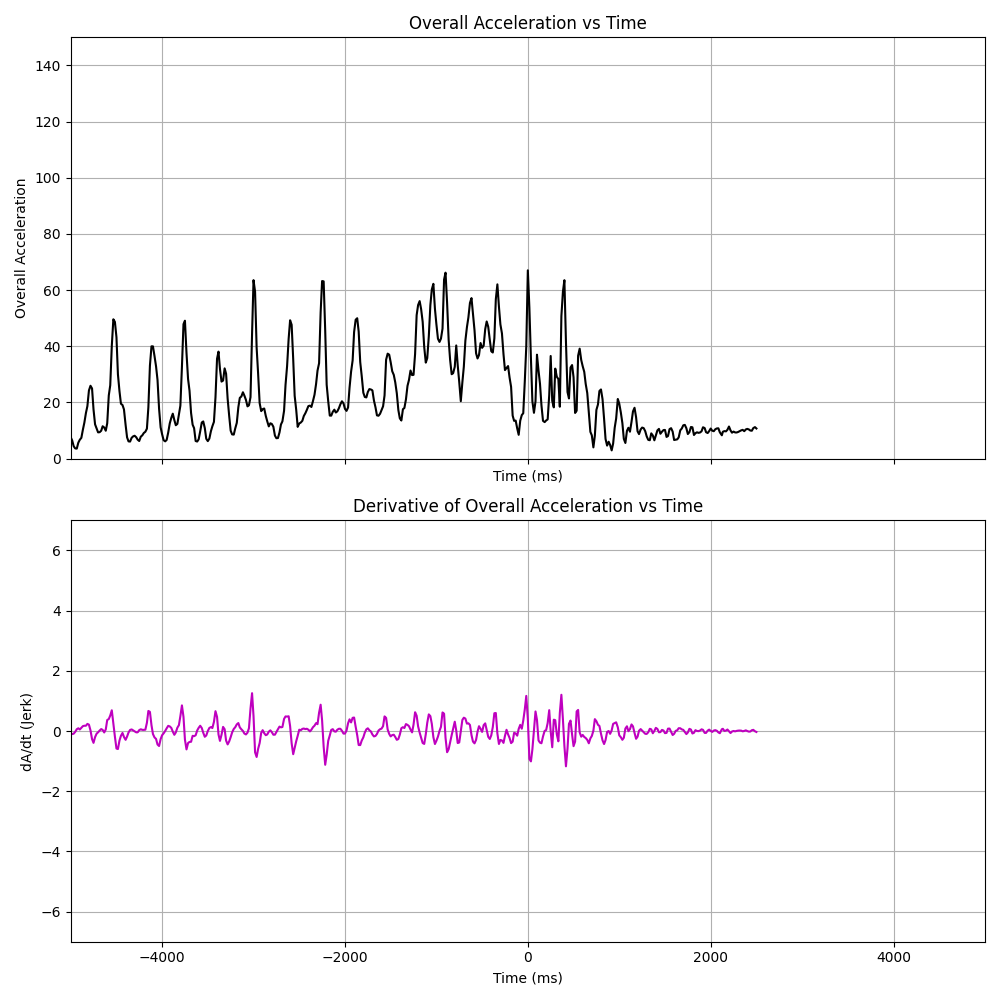 Overall Acceleration vs Time
140
120
100
80
60
40
20
0
Overall Acceleration
Time (ms)
Derivative of Overall Acceleration vs Time
6
4
2
0
−2
−4
−6
dA/dt (Jerk)
−4000 −2000 0 2000 4000
Time (ms)